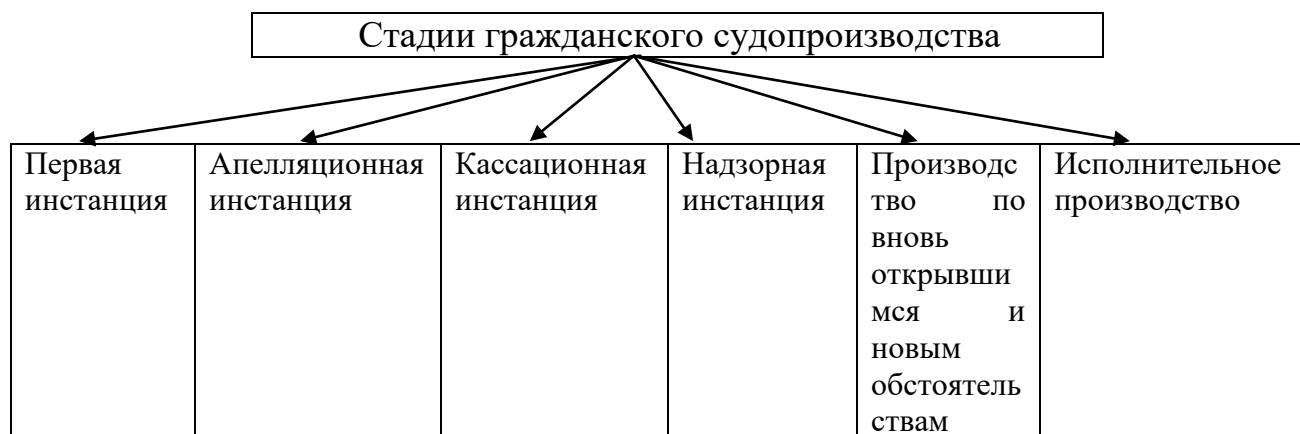 Стадии гражданского судопроизводства
Первая
инстанция
Апелляционная
инстанция
Кассационная
инстанция
Надзорная
инстанция
Производс
тво по
вновь
открывши
мся и
новым
обстоятель
ствам
Исполнительное
производство